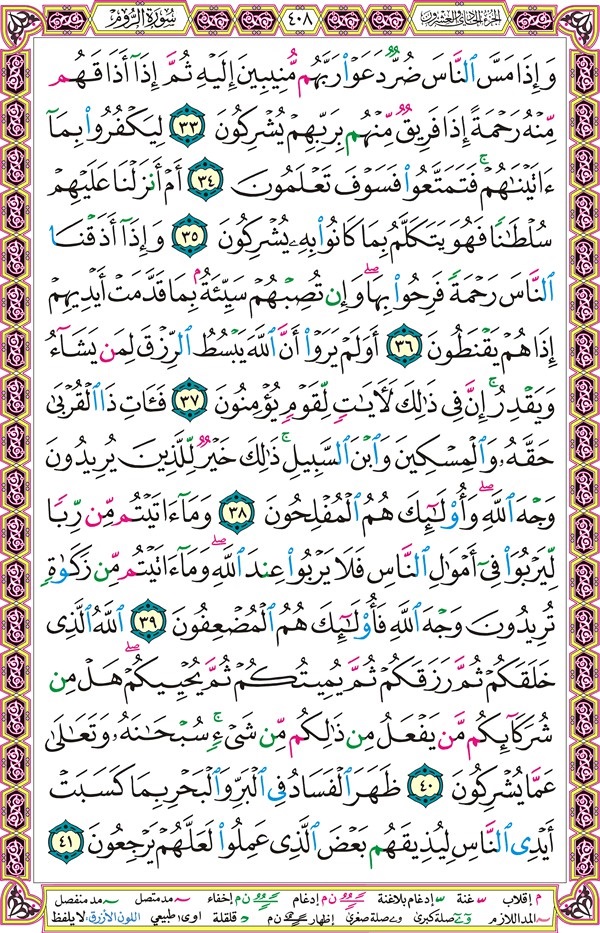 سُورَةُ الرُّومِ ٤٠٨ الجزء الحادي والعشرون
وَإِذَا مَسَّ ٱلنَّاسَ ضُرٌّ دَعَوْا۟ رَبَّهُم مُّنِيبِينَ إِلَيْهِ ثُمَّ إِذَآ أَذَاقَهُم
مِّنْهُ رَحْمَةً إِذَا فَرِيقٌ مِّنْهُم بِرَبِّهِمْ يُشْرِكُونَ ٣٣ لِيَكْفُرُوا۟ بِمَآ
ءَاتَيْنَٰهُمْ ۚ فَتَمَتَّعُوا۟ فَسَوْفَ تَعْلَمُونَ ٣٤ أَمْ أَنزَلْنَا عَلَيْهِمْ
سُلْطَٰنًا فَهُوَ يَتَكَلَّمُ بِمَا كَانُوا۟ بِهِۦ يُشْرِكُونَ ٣٥ وَإِذَآ أَذَقْنَا
ٱلنَّاسَ رَحْمَةً فَرِحُوا۟ بِهَا ۖ وَإِن تُصِبْهُمْ سَيِّئَةٌۢ بِمَا قَدَّمَتْ أَيْدِيهِمْ
إِذَا هُمْ يَقْنَطُونَ ٣٦ أَوَلَمْ يَرَوْا۟ أَنَّ ٱللَّهَ يَبْسُطُ ٱلرِّزْقَ لِمَن يَشَآءُ
وَيَقْدِرُ ۚ إِنَّ فِى ذَٰلِكَ لَءَايَٰتٍ لِّقَوْمٍ يُؤْمِنُونَ ٣٧ فَـَٔاتِ ذَا ٱلْقُرْبَىٰ
حَقَّهُۥ وَٱلْمِسْكِينَ وَٱبْنَ ٱلسَّبِيلِ ۚ ذَٰلِكَ خَيْرٌ لِّلَّذِينَ يُرِيدُونَ
وَجْهَ ٱللَّهِ ۖ وَأُو۟لَٰٓئِكَ هُمُ ٱلْمُفْلِحُونَ ٣٨ وَمَآ ءَاتَيْتُم مِّن رِّبًا
لِّيَرْبُوَا۟ فِىٓ أَمْوَٰلِ ٱلنَّاسِ فَلَا يَرْبُوا۟ عِندَ ٱللَّهِ ۖ وَمَآ ءَاتَيْتُم مِّن زَكَوٰةٍ
تُرِيدُونَ وَجْهَ ٱللَّهِ فَأُو۟لَٰٓئِكَ هُمُ ٱلْمُضْعِفُونَ ٣٩ ٱللَّهُ ٱلَّذِى
خَلَقَكُمْ ثُمَّ رَزَقَكُمْ ثُمَّ يُمِيتُكُمْ ثُمَّ يُحْيِيكُمْ ۖ هَلْ مِن
شُرَكَآئِكُم مَّن يَفْعَلُ مِن ذَٰلِكُم مِّن شَىْءٍ ۚ سُبْحَٰنَهُۥ وَتَعَٰلَىٰ
عَمَّا يُشْرِكُونَ ٤٠ ظَهَرَ ٱلْفَسَادُ فِى ٱلْبَرِّ وَٱلْبَحْرِ بِمَا كَسَبَتْ
أَيْدِى ٱلنَّاسِ لِيُذِيقَهُم بَعْضَ ٱلَّذِى عَمِلُوا۟ لَعَلَّهُمْ يَرْجِعُونَ ٤١
م إقلاب غنة إدغام بلاغنة ن م إدغام ن م إخفاء مد متصل مد منفصل
المد اللازم صلة كبرى صلة صغرى إظهار ن م قلقلة اوى؛ طبيعي اللون الأزرق: لا يلفظ